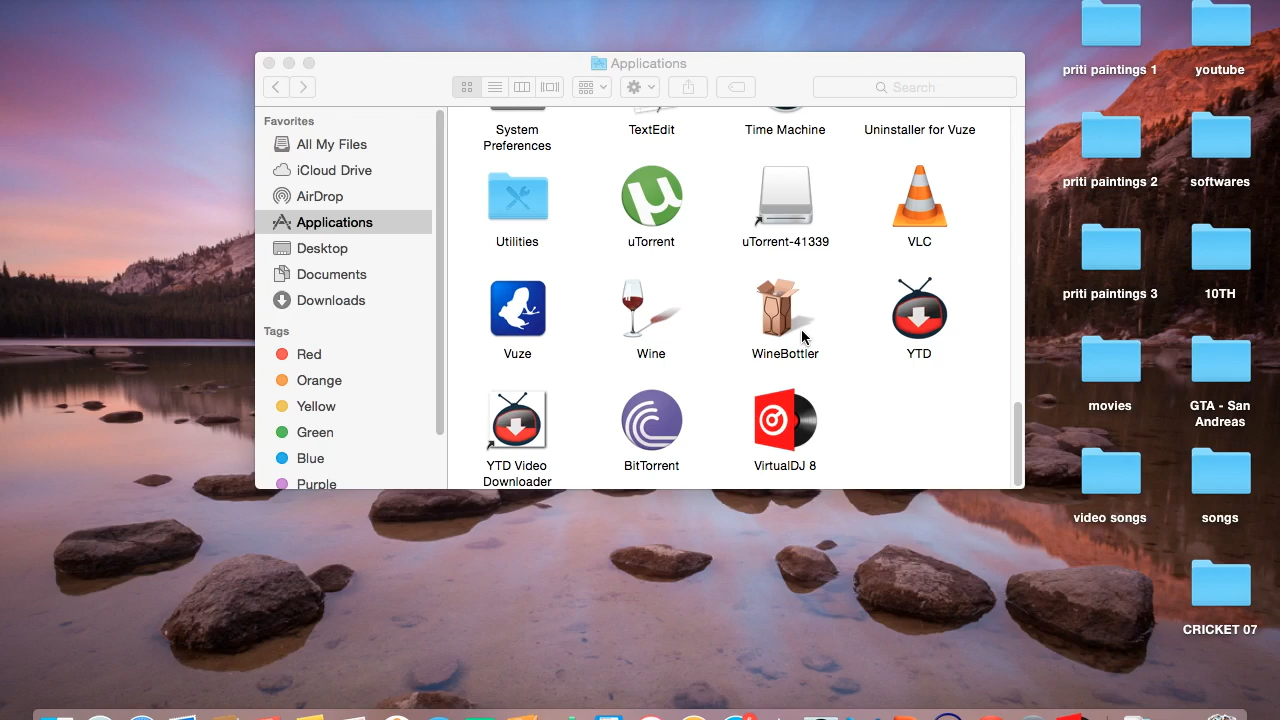 Applications
Search
Favorites
All My Files
iCloud Drive
AirDrop
Applications
Desktop
Documents
Downloads
Tags
Red
Orange
Yellow
Green
Blue
Purple
System
Preferences
TextEdit
Time Machine
Uninstaller for Vuze
Utilities
uTorrent
uTorrent-41339
VLC
Vuze
Wine
WineBottler
YTD
YTD Video
Downloader
BitTorrent
VirtualDJ 8
priti paintings 1
youtube
priti paintings 2
softwares
priti paintings 3
10TH
movies
GTA - San
Andreas
video songs
songs
CRICKET 07